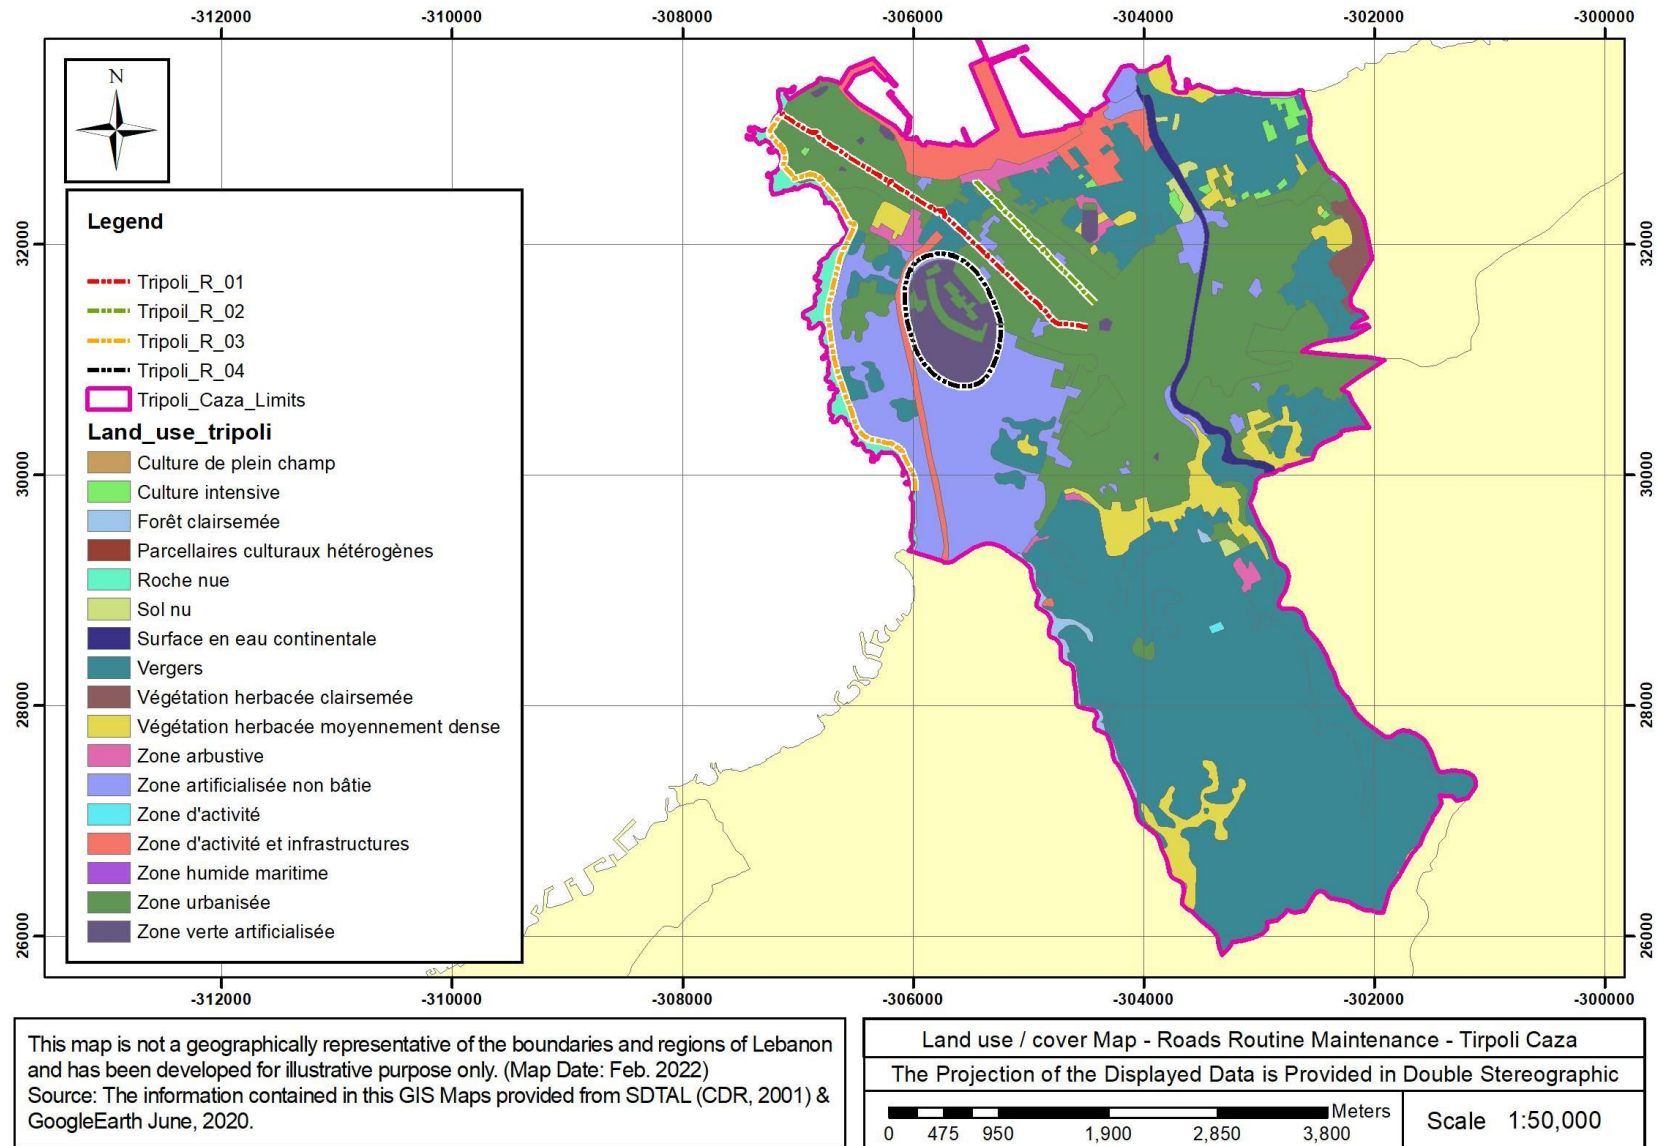 -312000 -310000 -308000 -306000 -304000 -302000 -300000
N
Legend
Tripoli_R_01
Tripoil_R_02
Tripoli_R_03
Tripoli_R_04
Tripoli_Caza_Limits
Land_use_tripoli
Culture de plein champ
Culture intensive
Forêt clairsemée
Parcellaires culturaux hétérogènes
Roche nue
Sol nu
Surface en eau continentale
Vergers
Végétation herbacée clairsemée
Végétation herbacée moyennement dense
Zone arbustive
Zone artificialisée non bâtie
Zone d'activité
Zone d'activité et infrastructures
Zone humide maritime
Zone urbanisée
Zone verte artificialisée
32000 32000
30000 30000
28000 28000
26000 26000
-312000 -310000 -308000 -306000 -304000 -302000 -300000
This map is not a geographically representative of the boundaries and regions of Lebanon
and has been developed for illustrative purpose only. (Map Date: Feb. 2022)
Source: The information contained in this GIS Maps provided from SDTAL (CDR, 2001) &
GoogleEarth June, 2020.
Land use / cover Map - Roads Routine Maintenance - Tirpoli Caza
The Projection of the Displayed Data is Provided in Double Stereographic
Meters
0 475 950 1,900 2,850 3,800
Scale 1:50,000